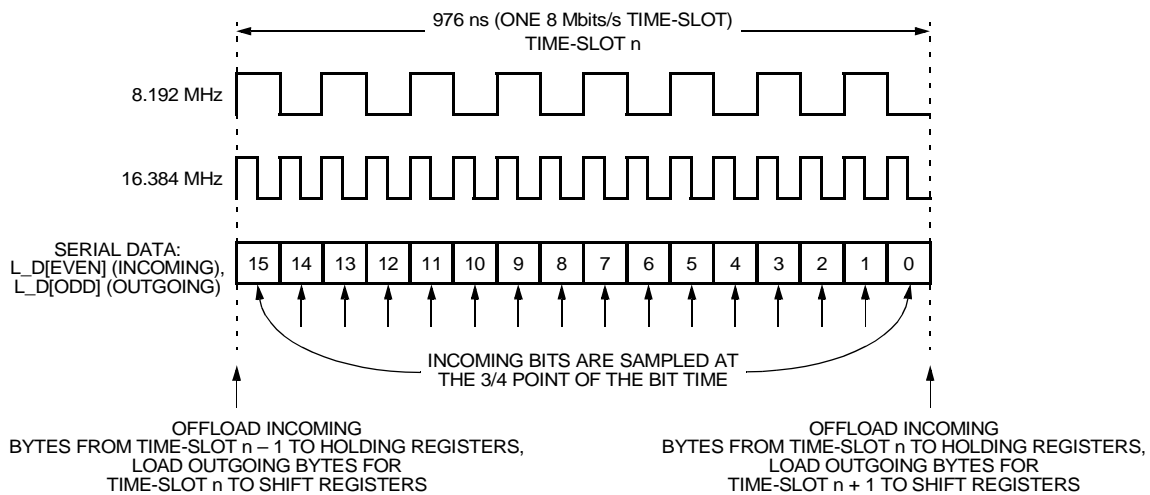 976 ns (ONE 8 Mbits/s TIME-SLOT)
TIME-SLOT n
8.192 MHz
16.384 MHz
SERIAL DATA:
L_D[EVEN] (INCOMING),
L_D[ODD] (OUTGOING)
15 14 13 12 11 10 9 8 7 6 5 4 3 2 1 0
INCOMING BITS ARE SAMPLED AT
THE 3/4 POINT OF THE BIT TIME
OFFLOAD INCOMING
BYTES FROM TIME-SLOT n – 1 TO HOLDING REGISTERS,
LOAD OUTGOING BYTES FOR
TIME-SLOT n TO SHIFT REGISTERS
OFFLOAD INCOMING
BYTES FROM TIME-SLOT n TO HOLDING REGISTERS,
LOAD OUTGOING BYTES FOR
TIME-SLOT n + 1 TO SHIFT REGISTERS